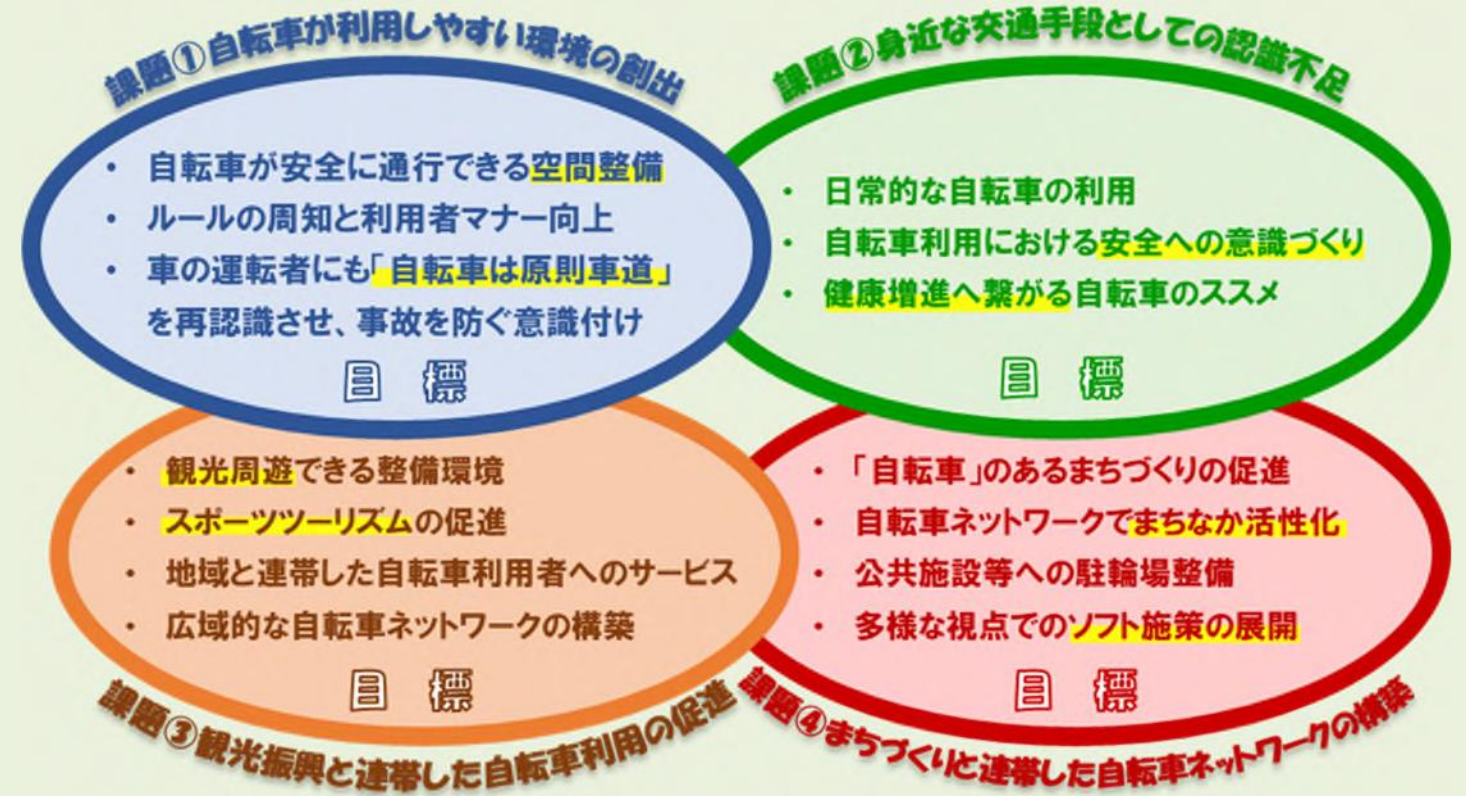 課題①自転車が利用しやすい環境の創出
・ 自転車が安全に通行できる空間整備
・ ルールの周知と利用者マナー向上
・ 車の運転者にも「自転車は原則車道」
を再認識させ、事故を防ぐ意識付け
目 標
課題②身近な交通手段としての認識不足
・ 日常的な自転車の利用
・ 自転車利用における安全への意識づくり
・ 健康増進へ繋がる自転車のススメ
目 標
・ 観光周遊できる整備環境
・ スポーツツーリズムの促進
・ 地域と連帯した自転車利用者へのサービス
・ 広域的な自転車ネットワークの構築
目 標
課題③観光振興と連帯した自転車利用の促進
・ 「自転車」のあるまちづくりの促進
・ 自転車ネットワークでまちなか活性化
・ 公共施設等への駐輪場整備
・ 多様な視点でのソフト施策の展開
目 標
課題④まちづくりと連帯した自転車ネットワークの構築